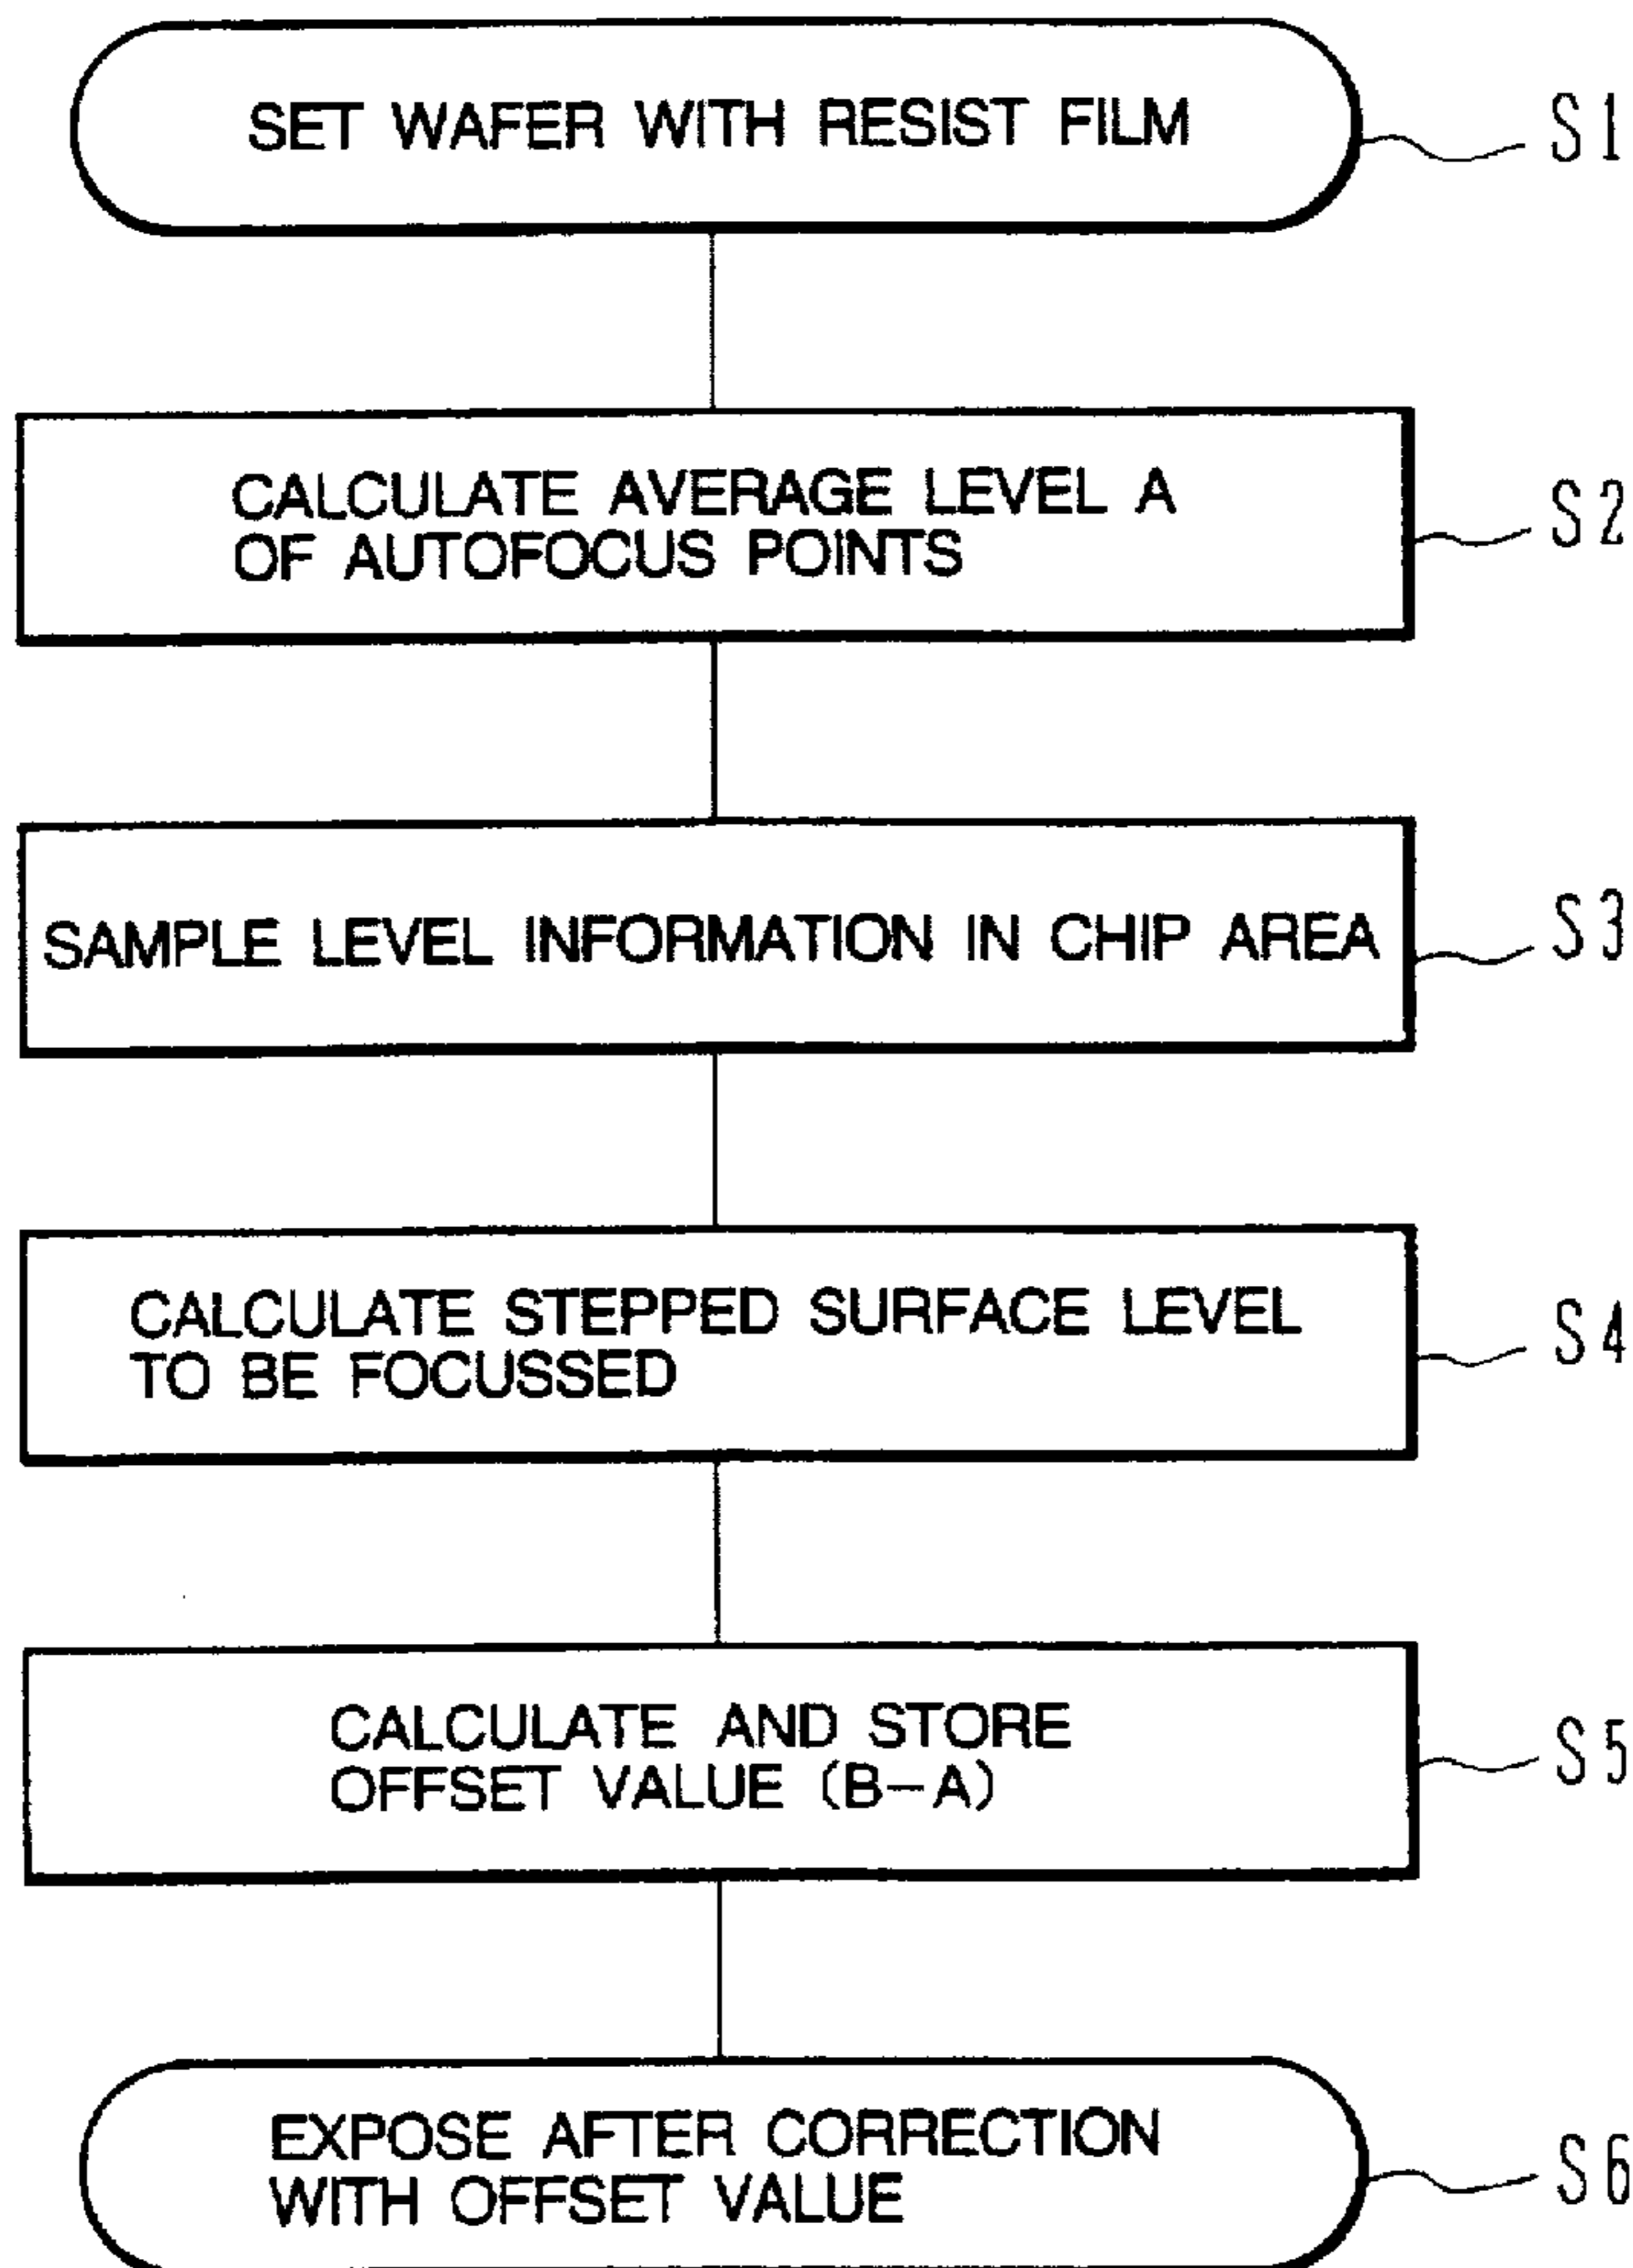 SET WAFER WITH RESIST FILM
S1
CALCULATE AVERAGE LEVEL A
OF AUTOFOCUS POINTS
S2
SAMPLE LEVEL INFORMATION IN CHIP AREA
S3
CALCULATE STEPPED SURFACE LEVEL
TO BE FOCUSSED
S4
CALCULATE AND STORE
OFFSET VALUE (B-A)
S5
EXPOSE AFTER CORRECTION
WITH OFFSET VALUE
S6